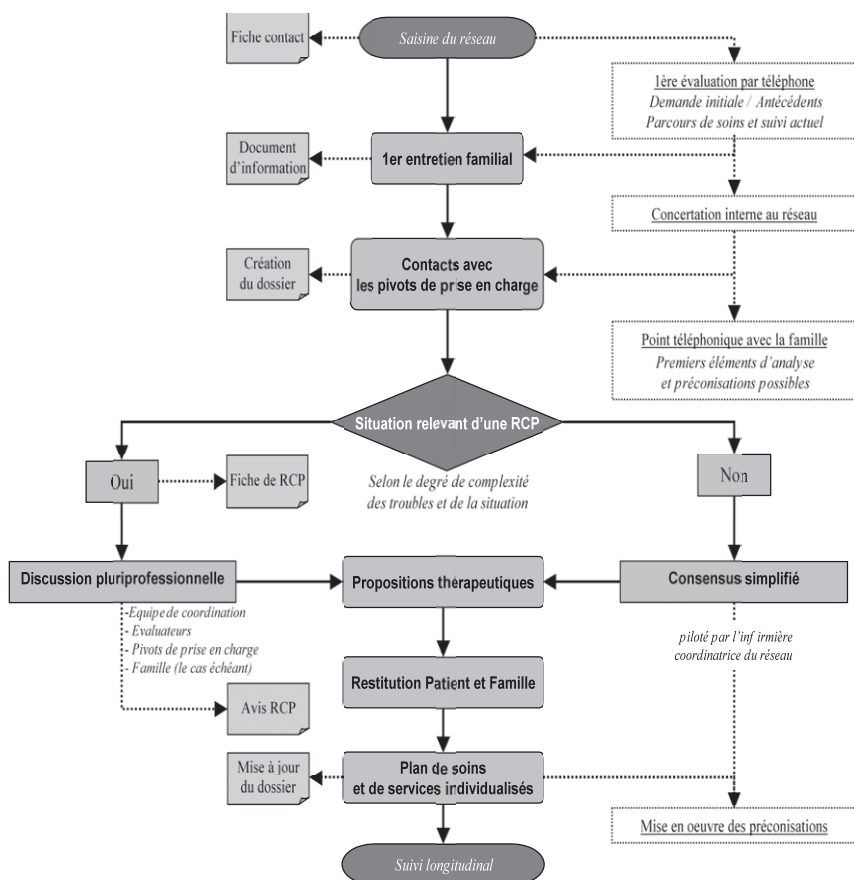 Fiche contact
Saisine du réseau
1ère évaluation par téléphone
Demande initiale / Antécédents
Parcours de soins et suivi actuel
Document
d'information
1er entretien familial
Concertation interne au réseau
Création
du dossier
Contacts avec
les pivots de prise en charge
Point téléphonique avec la famille
Premiers éléments d'analyse
et préconisations possibles
Situation relevant d'une RCP
Oui
Fiche de RCP
Selon le degré de complexité
des troubles et de la situation
Non
Discussion pluriprofessionnelle
Propositions thérapeutiques
Consensus simplifié
-Equipe de coordination
- Evaluateurs
- Pivots de prise en charge
- Famille (le cas échéant)
piloté par l'inf irmière
coordinatrice du réseau
Avis RCP
Restitution Patient et Famille
Mise à jour
du dossier
Plan de soins
et de services individualisés
Mise en oeuvre des préconisations
Suivi longitudinal